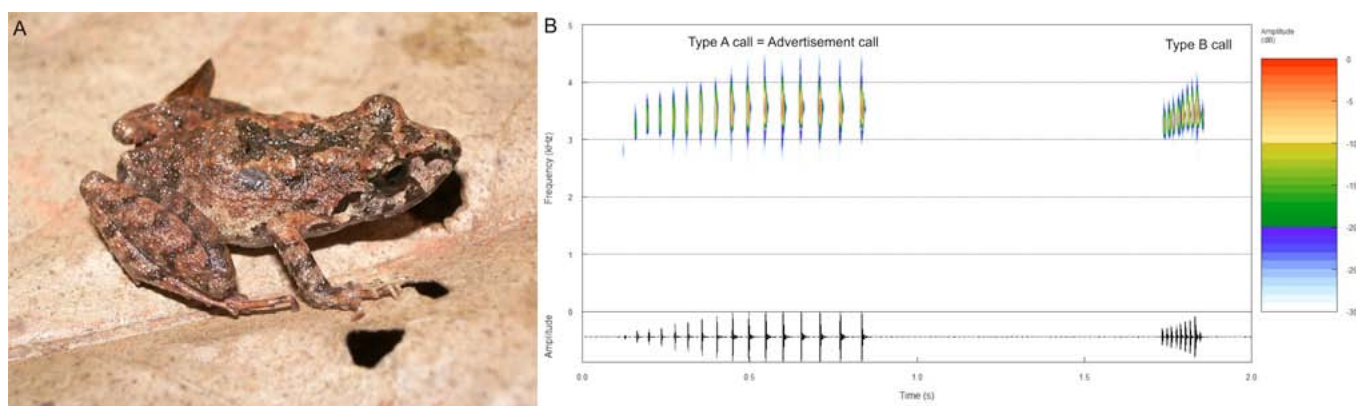 A
B
Type A call = Advertisement call
Type B call
Amplitude
(dB)
Frequency (kHz)
5
4
3
2
1
0
0
-5
-10
-15
-20
-25
-30
Amplitude
0.0
0.5
1.0
1.5
2.0
Time (s)